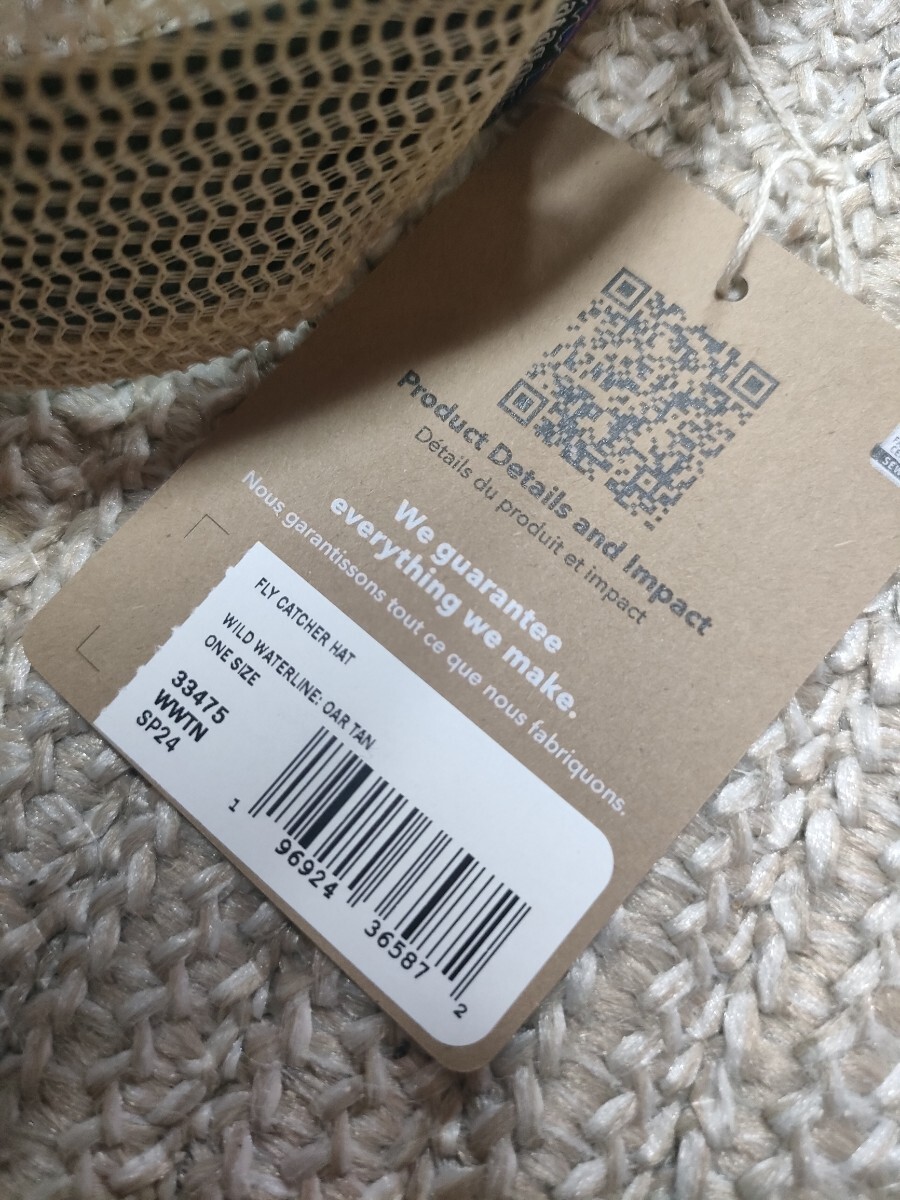 Product Details and Impact
Détails du produit et impact
We guarantee
everything we make.
Nous garantissons tout ce que nous fabriquons.
FLY CATCHER HAT
WILD WATERLINE: OAR TAN
ONE SIZE
33475
WWTN
SP24
1 96924 36587 2